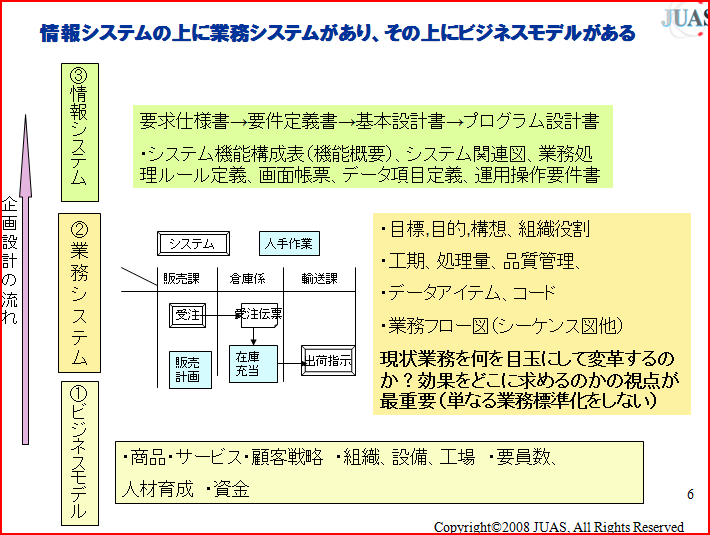 情報システムの上に業務システムがあり、その上にビジネスモデルがある
JUAS
企画設計の流れ
③情報システム
要求仕様書→要件定義書→基本設計書→プログラム設計書
・システム機能構成表（機能概要）、システム関連図、業務処
理ルール定義、画面帳票、データ項目定義、運用操作要件書
②業務システム
システム
人手作業
販売課
倉庫係
輸送課
受注
受注伝票
販売
計画
在庫
充当
出荷指示
・目標,目的,構想、組織役割
・工期、処理量、品質管理、
・データアイテム、コード
・業務フロー図（シーケンス図他）
現状業務を何を目玉にして変革するの
か？効果をどこに求めるのかの視点が
最重要（単なる業務標準化をしない）
①ビジネスモデル
・商品・サービス・顧客戦略　・組織、設備、工場　・要員数、
人材育成　・資金
6
Copyright©2008 JUAS, All Rights Reserved